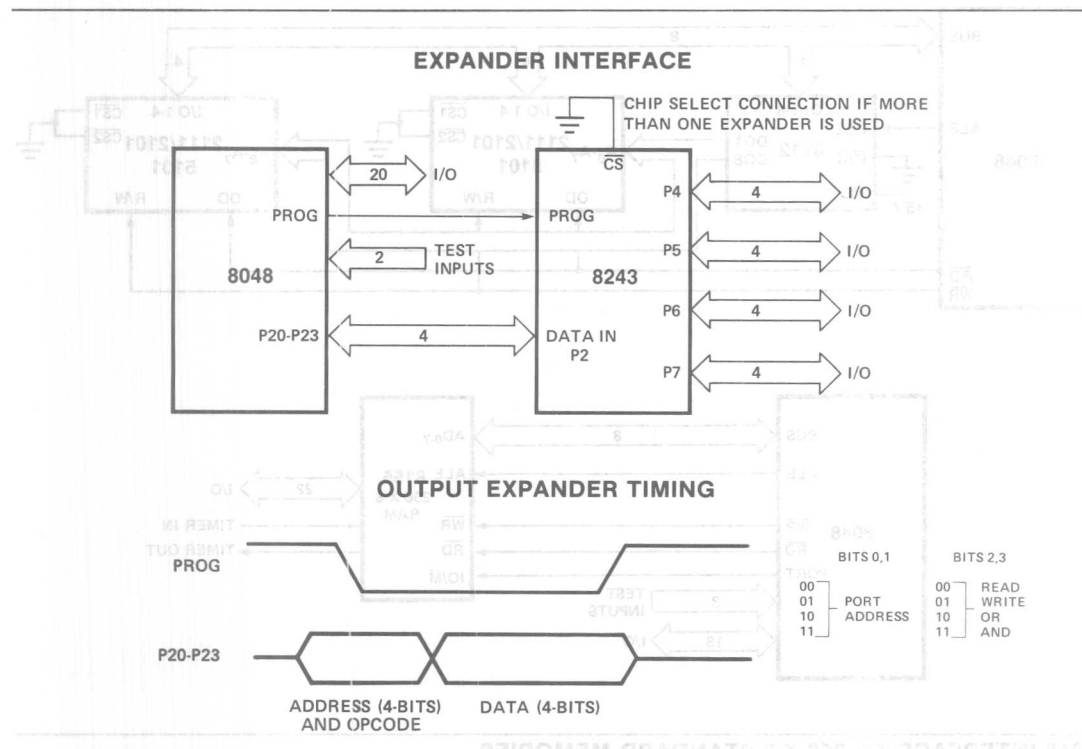 EXPANDER INTERFACE
CHIP SELECT CONNECTION IF MORE
THAN ONE EXPANDER IS USED
CS
20
I/O
P4
4
I/O
PROG
PROG
P5
4
I/O
2
TEST
INPUTS
8048
8243
P6
4
I/O
P20-P23
4
DATA IN
P2
P7
4
I/O
OUTPUT EXPANDER TIMING
PROG
BITS 0,1
BITS 2,3
00
01
10
11
PORT
ADDRESS
00
01
10
11
READ
WRITE
OR
AND
P20-P23
ADDRESS (4-BITS)
AND OPCODE
DATA (4-BITS)